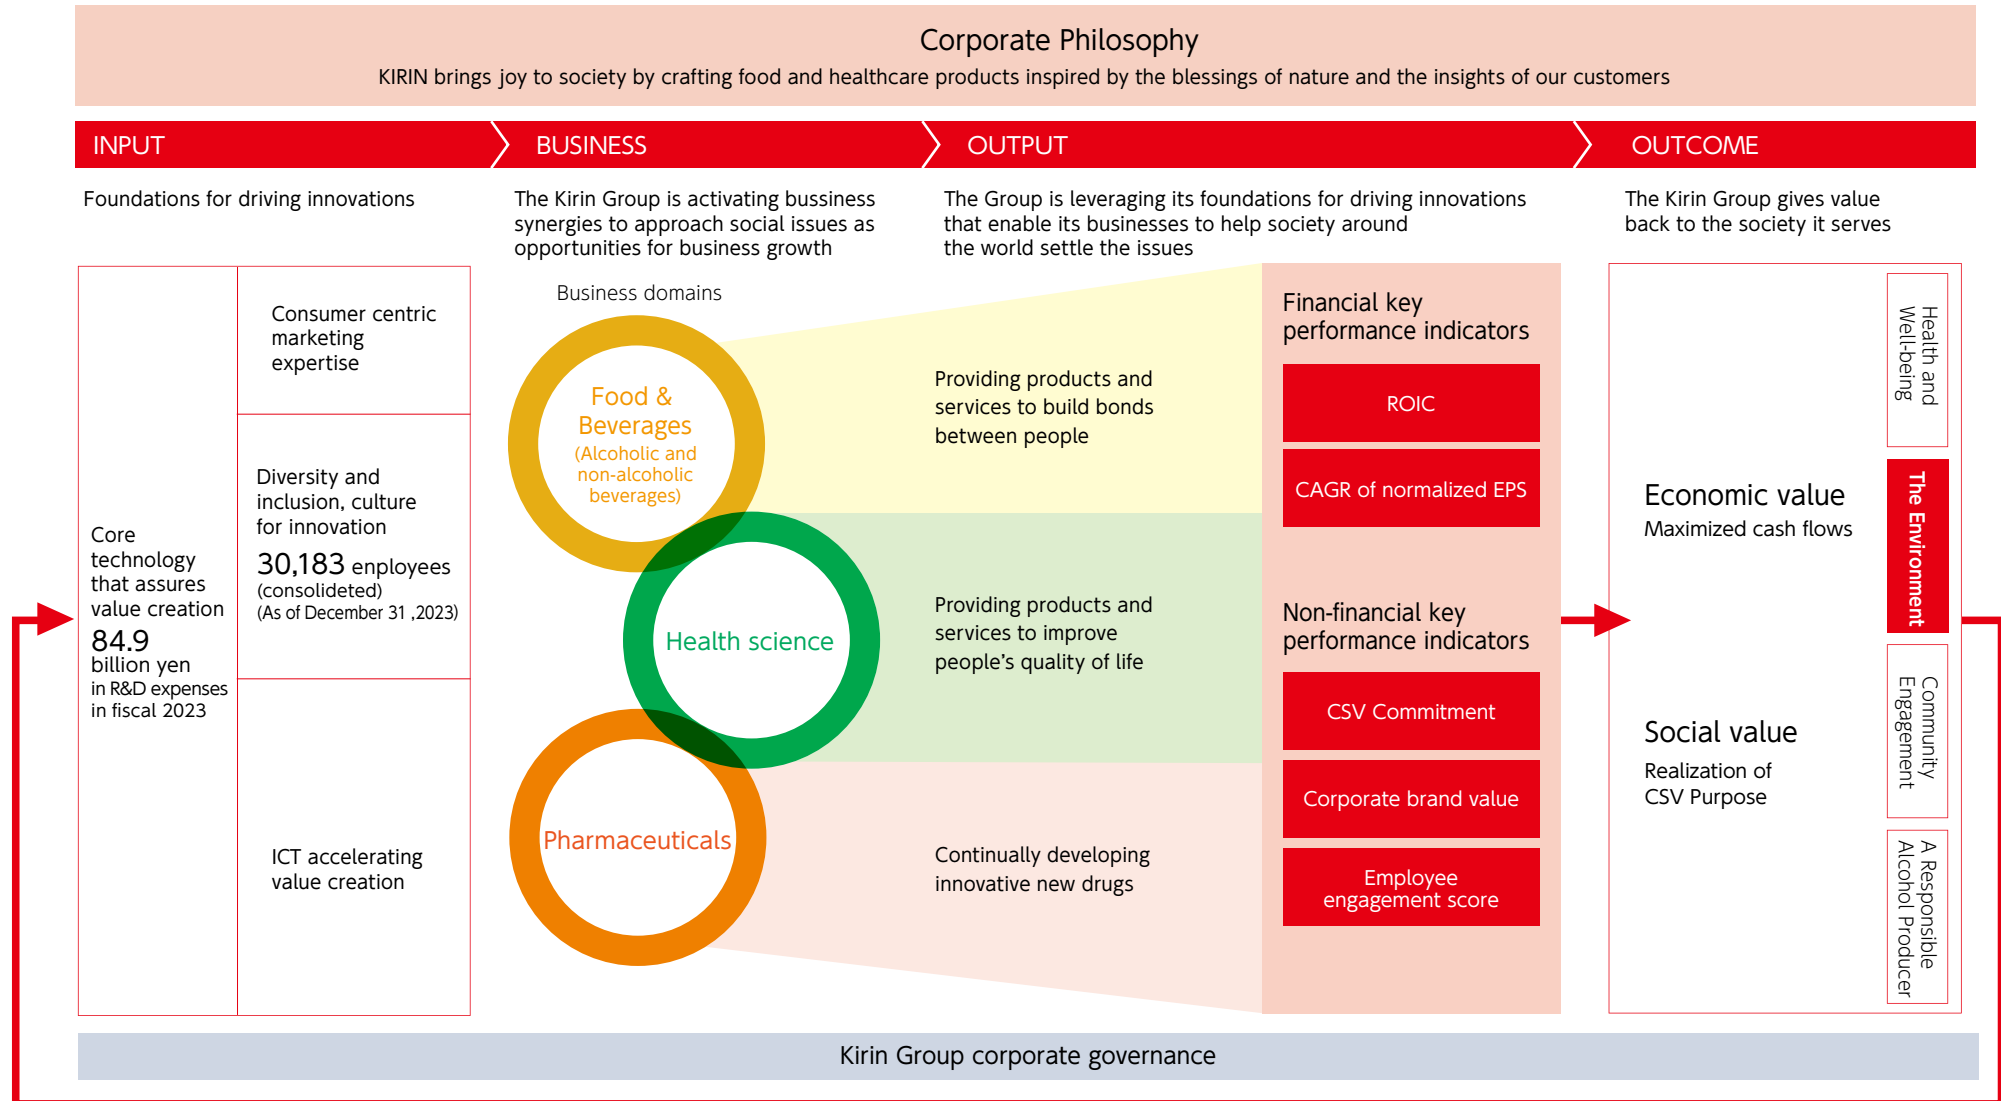 Corporate Philosophy
KIRIN brings joy to society by crafting food and healthcare products inspired by the blessings of nature and the insights of our customers
INPUT
BUSINESS
OUTPUT
OUTCOME
Foundations for driving innovations
The Kirin Group is activating bussiness
synergies to approach social issues as
opportunities for business growth
The Group is leveraging its foundations for driving innovations
that enable its businesses to help society around
the world settle the issues
The Kirin Group gives value
back to the society it serves
Core
technology
that assures
value creation
84.9
billion yen
in R&D expenses
in fiscal 2023
Consumer centric
marketing
expertise
Diversity and
inclusion, culture
for innovation
30,183 employees
(consolideted)
(As of December 31 ,2023)
ICT accelerating
value creation
Business domains
Food &
Beverages
(Alcoholic and
non-alcoholic
beverages)
Health science
Pharmaceuticals
Providing products and
services to build bonds
between people
Providing products and
services to improve
people's quality of life
Continually developing
innovative new drugs
Financial key
performance indicators
ROIC
CAGR of normalized EPS
Non-financial key
performance indicators
CSV Commitment
Corporate brand value
Employee
engagement score
Economic value
Maximized cash flows
Social value
Realization of
CSV Purpose
Health and
Well-being
The Environment
Community
Engagement
A Responsible
Alcohol Producer
Kirin Group corporate governance